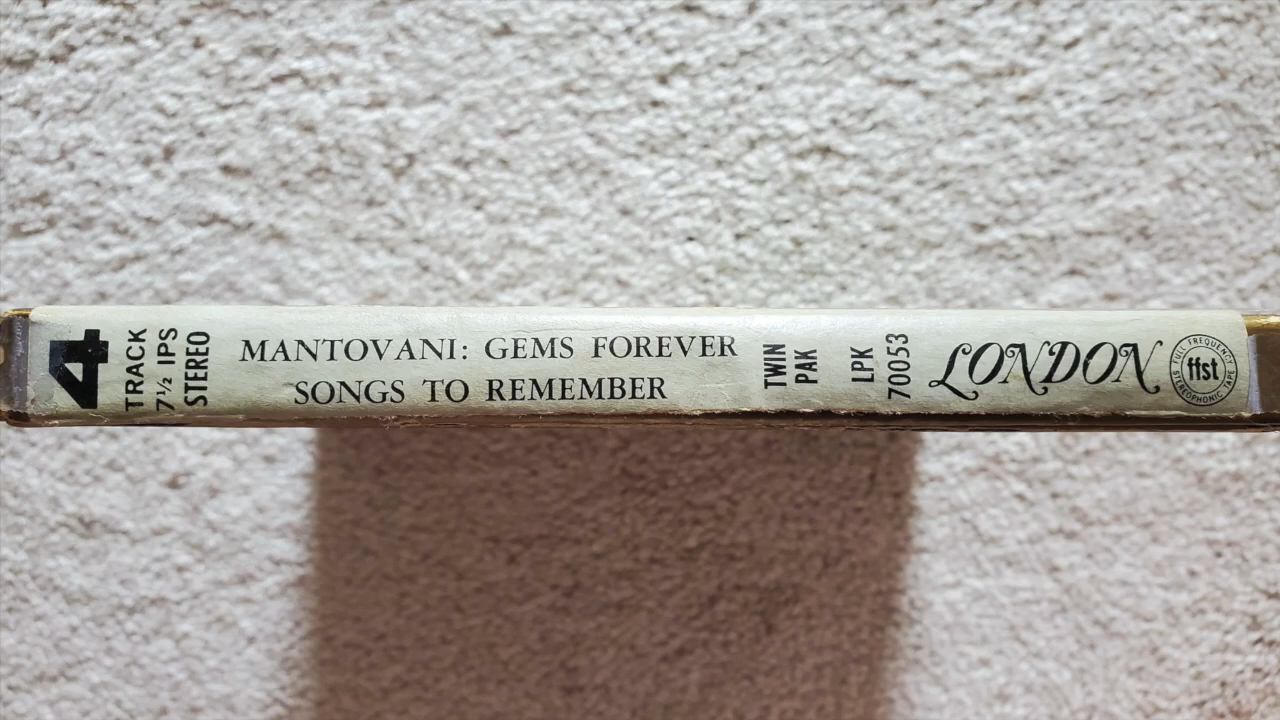 4
TRACK
7½ IPS
STEREO
MANTOVANI: GEMS FOREVER
SONGS TO REMEMBER
TWIN
PAK
LPK
70053
LONDON
FULL FREQUENCY
ffst
STEREOPHONIC TAPE